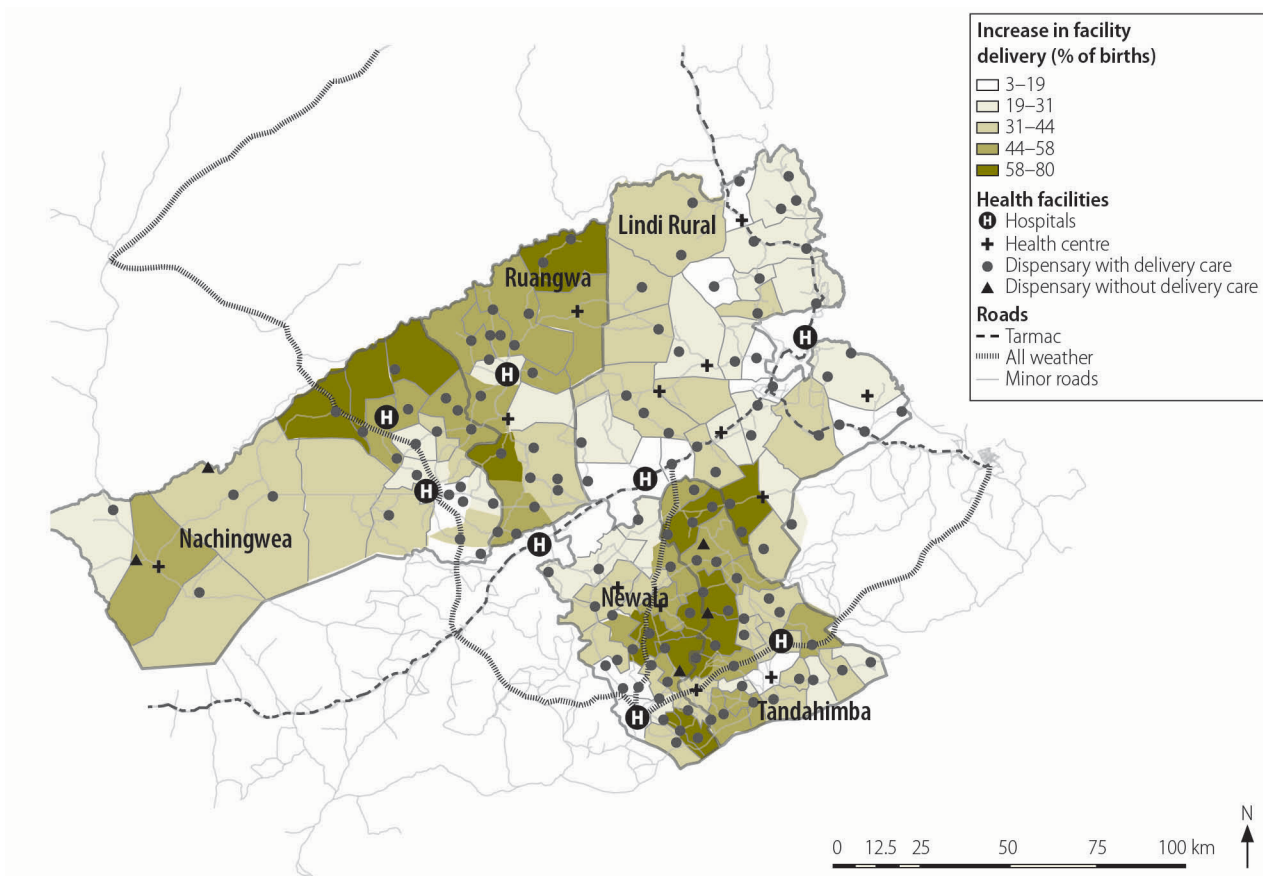 Increase in facility
delivery (% of births)
3–19
19–31
31–44
44–58
58–80
Health facilities
H Hospitals
Health centre
Dispensary with delivery care
Dispensary without delivery care
Roads
Tarmac
All weather
Minor roads
Lindi Rural
Ruangwa
H
H
H
H
H
H
Nachingwea
Newala
H
H
Tandahimba
N
0 12.5 25 50 75 100 km